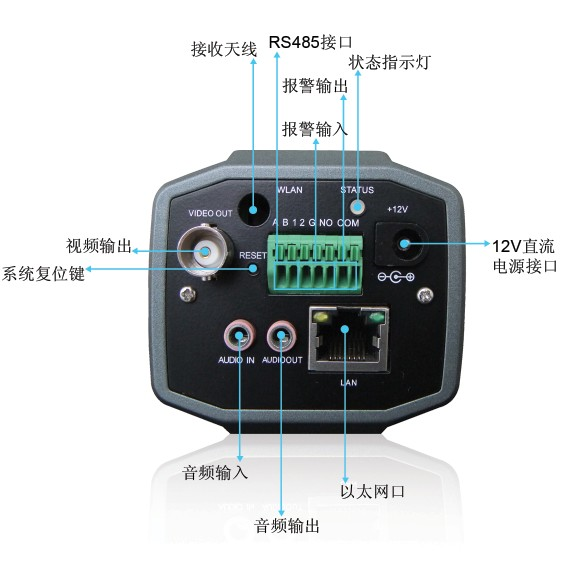 接收天线
RS485接口
状态指示灯
报警输出
报警输入
WLAN
STATUS
VIDEO OUT
+12V
A B 1 2 G NO COM
视频输出
RESET
12V直流
电源接口
系统复位键
AUDIO IN
AUDIO OUT
LAN
音频输入
以太网口
音频输出